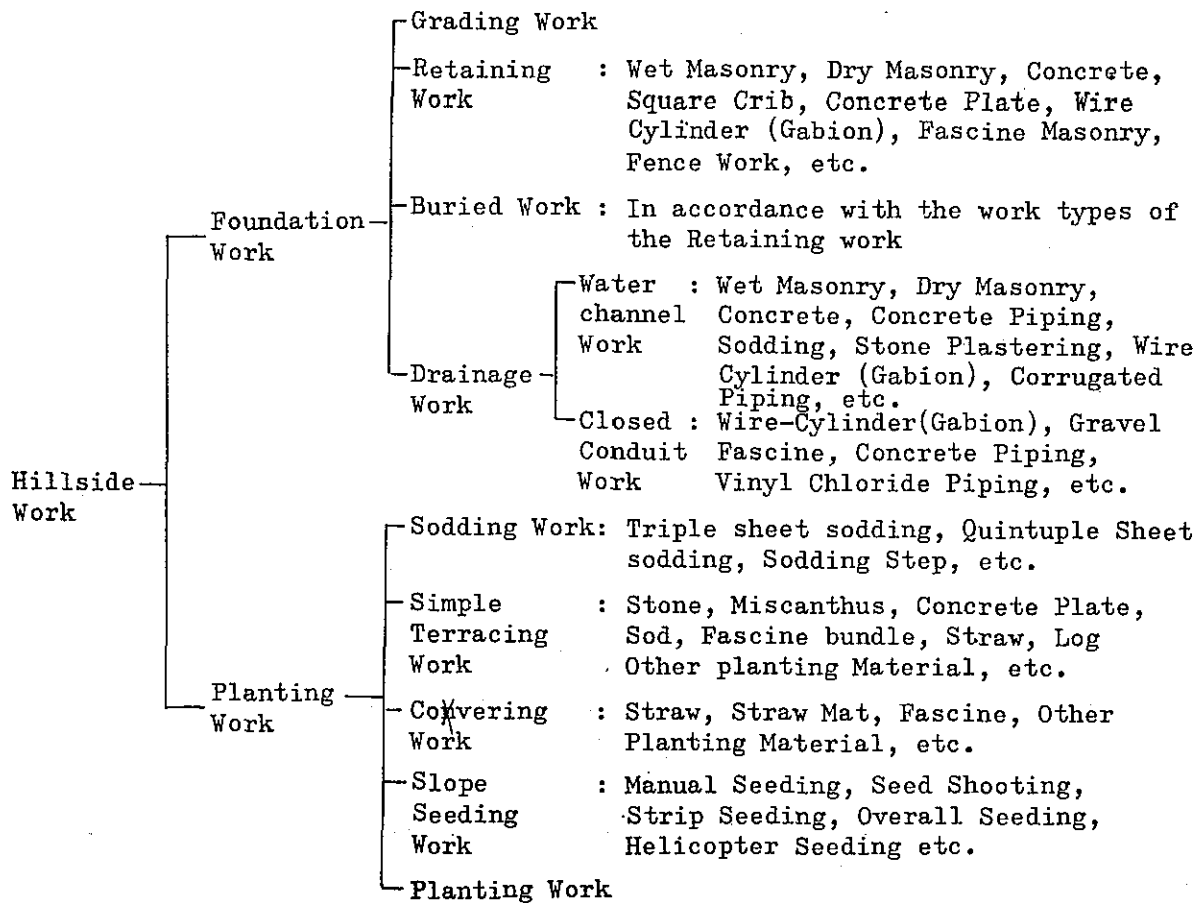 Grading Work
Retaining Work : Wet Masonry, Dry Masonry, Concrete,
Square Crib, Concrete Plate, Wire
Cylinder (Gabion), Fascine Masonry,
Fence Work, etc.
Foundation Work
Buried Work : In accordance with the work types of
the Retaining work
Drainage Work
Water channel Work : Wet Masonry, Dry Masonry,
Concrete, Concrete Piping,
Sodding, Stone Plastering, Wire
Cylinder (Gabion), Corrugated
Piping, etc.
Closed Conduit Work : Wire-Cylinder(Gabion), Gravel
Fascine, Concrete Piping,
Vinyl Chloride Piping, etc.
Hillside Work
Sodding Work: Triple sheet sodding, Quintuple Sheet
sodding, Sodding Step, etc.
Simple Terracing Work : Stone, Miscanthus, Concrete Plate,
Sod, Fascine bundle, Straw, Log
Other planting Material, etc.
Planting Work
Covering Work : Straw, Straw Mat, Fascine, Other
Planting Material, etc.
Slope Seeding Work : Manual Seeding, Seed Shooting,
Strip Seeding, Overall Seeding,
Helicopter Seeding etc.
Planting Work